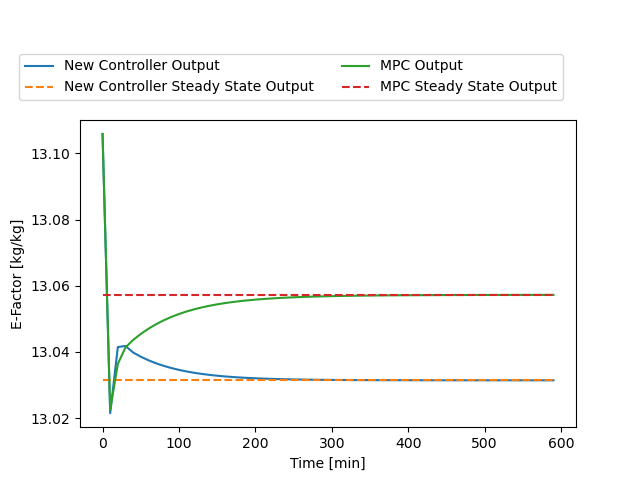 New Controller Output
New Controller Steady State Output
MPC Output
MPC Steady State Output
13.10
13.08
13.06
13.04
13.02
E-Factor [kg/kg]
0 100 200 300 400 500 600
Time [min]